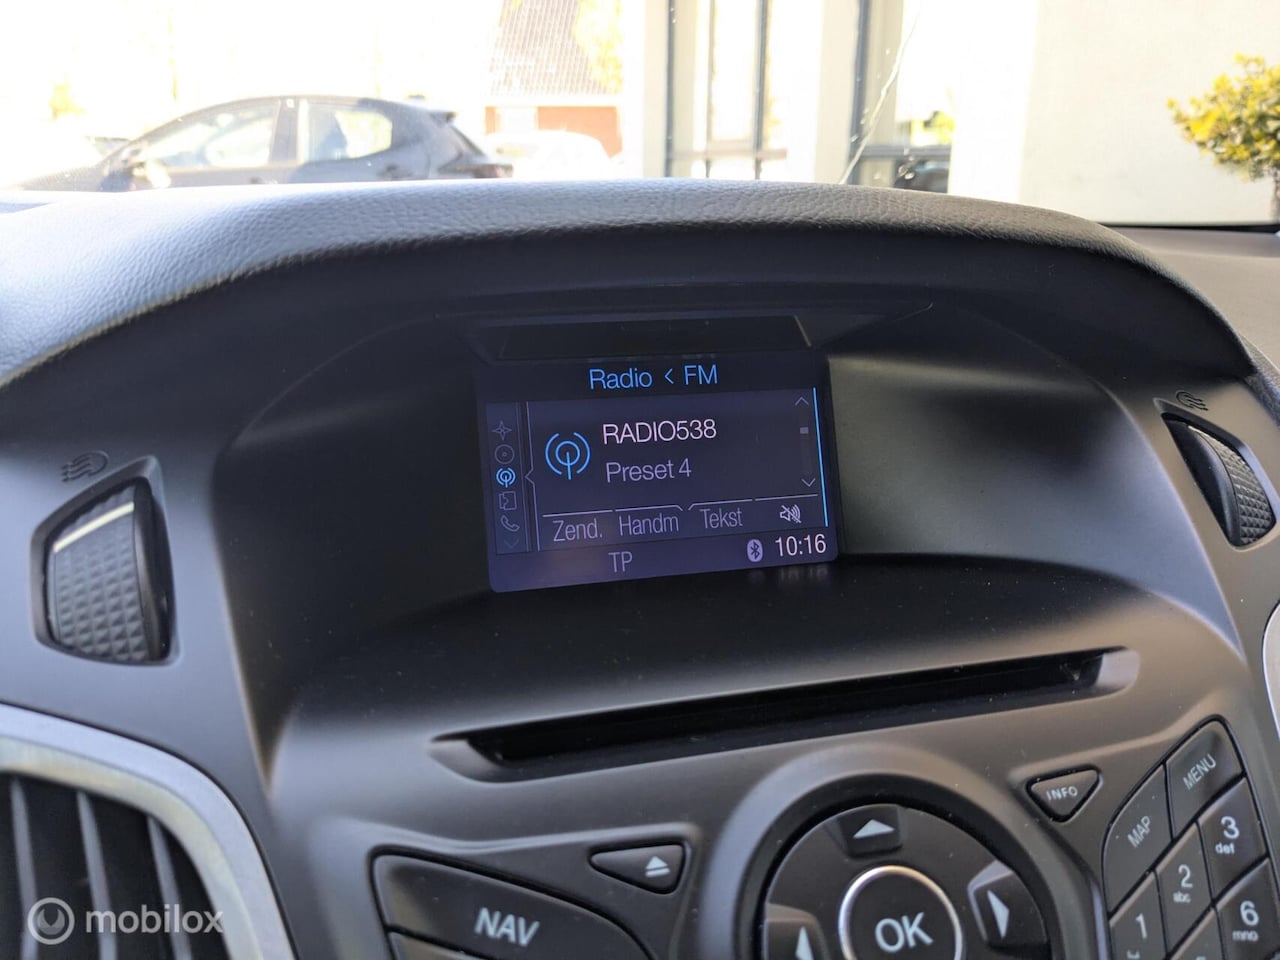 Radio < FM
RADIO538
Preset 4
Zend. Handm Tekst
TP 10:16
INFO
MAP
MENU
NAV
OK
1
2
abc
3
def
6
mno
mobilox